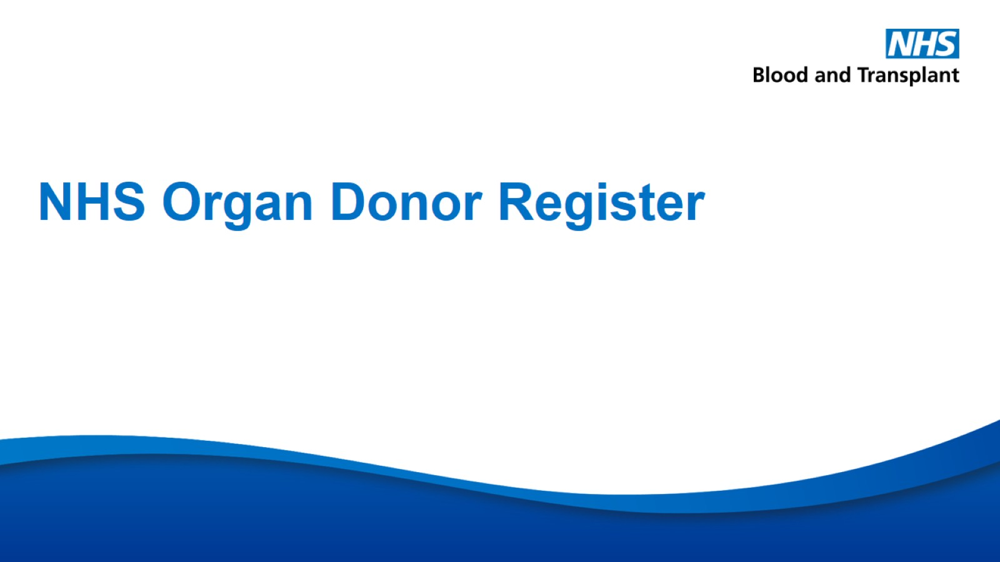 NHS
Blood and Transplant
NHS Organ Donor Register